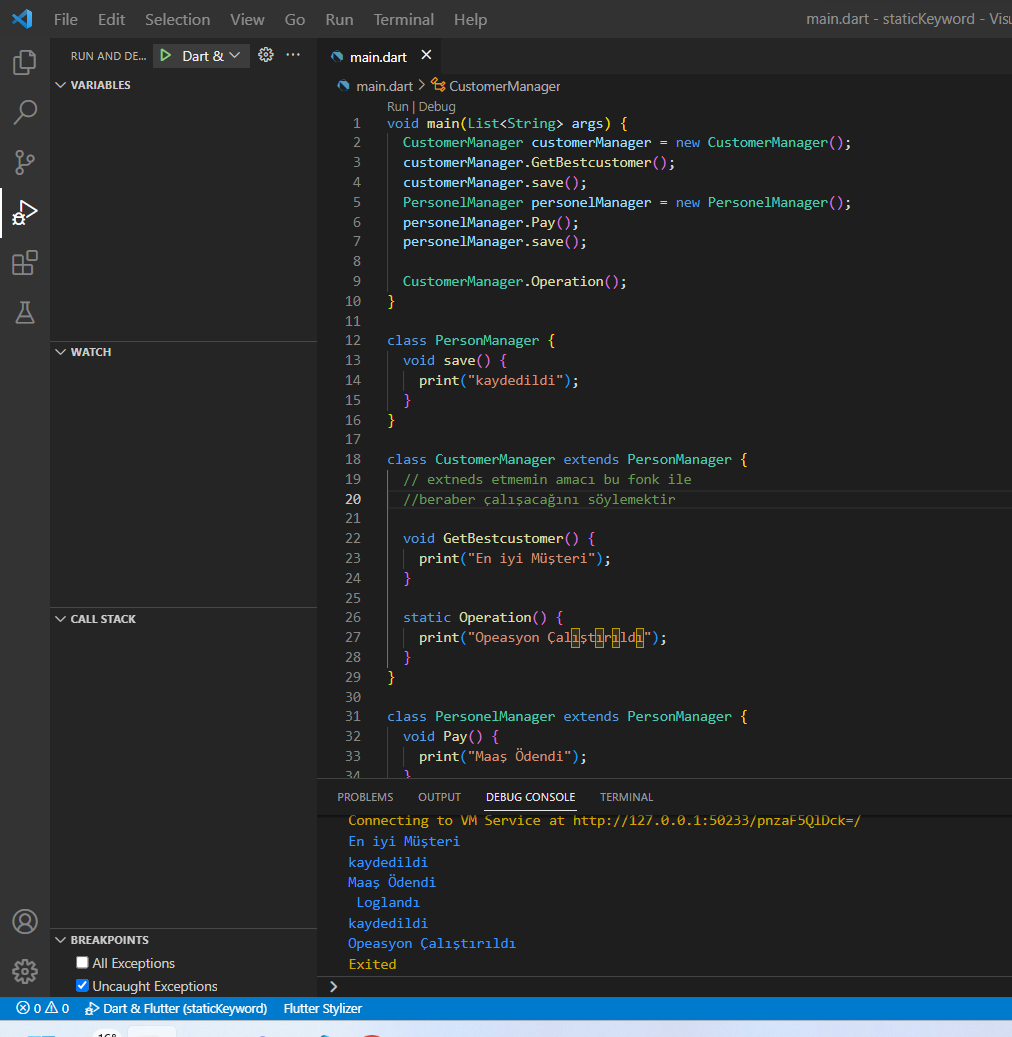 File Edit Selection View Go Run Terminal Help main.dart - staticKeyword - Visu
RUN AND DE... Dart & ...
VARIABLES
WATCH
CALL STACK
BREAKPOINTS
All Exceptions
Uncaught Exceptions
main.dart
main.dart > CustomerManager
Run | Debug
1 void main(List<String> args) {
2 CustomerManager customerManager = new CustomerManager();
3 customerManager.GetBestcustomer();
4 customerManager.save();
5 PersonelManager personelManager = new PersonelManager();
6 personelManager.Pay();
7 personelManager.save();
8
9 CustomerManager.Operation();
10 }
11
12 class PersonManager {
13 void save() {
14 print("kaydedildi");
15 }
16 }
17
18 class CustomerManager extends PersonManager {
19 // extneds etmemin amacı bu fonk ile
20 //beraber çalışacağını söylemektir
21
22 void GetBestcustomer() {
23 print("En iyi Müşteri");
24 }
25
26 static Operation() {
27 print("Opeasyon Çalıştırıldı");
28 }
29 }
30
31 class PersonelManager extends PersonManager {
32 void Pay() {
33 print("Maaş Ödendi");
34 }
PROBLEMS OUTPUT DEBUG CONSOLE TERMINAL
Connecting to VM Service at http://127.0.0.1:50233/pnzaF5QlDck=/
En iyi Müşteri
kaydedildi
Maaş Ödendi
Loglandı
kaydedildi
Opeasyon Çalıştırıldı
Exited
>
0 0 Dart & Flutter (staticKeyword) Flutter Stylizer
16°